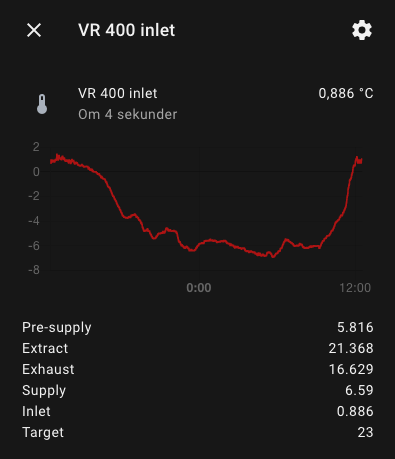 VR 400 inlet
VR 400 inlet 0,886 °C
Om 4 sekunder
2
0
-2
-4
-6
-8
0:00 12:00
Pre-supply 5.816
Extract 21.368
Exhaust 16.629
Supply 6.59
Inlet 0.886
Target 23